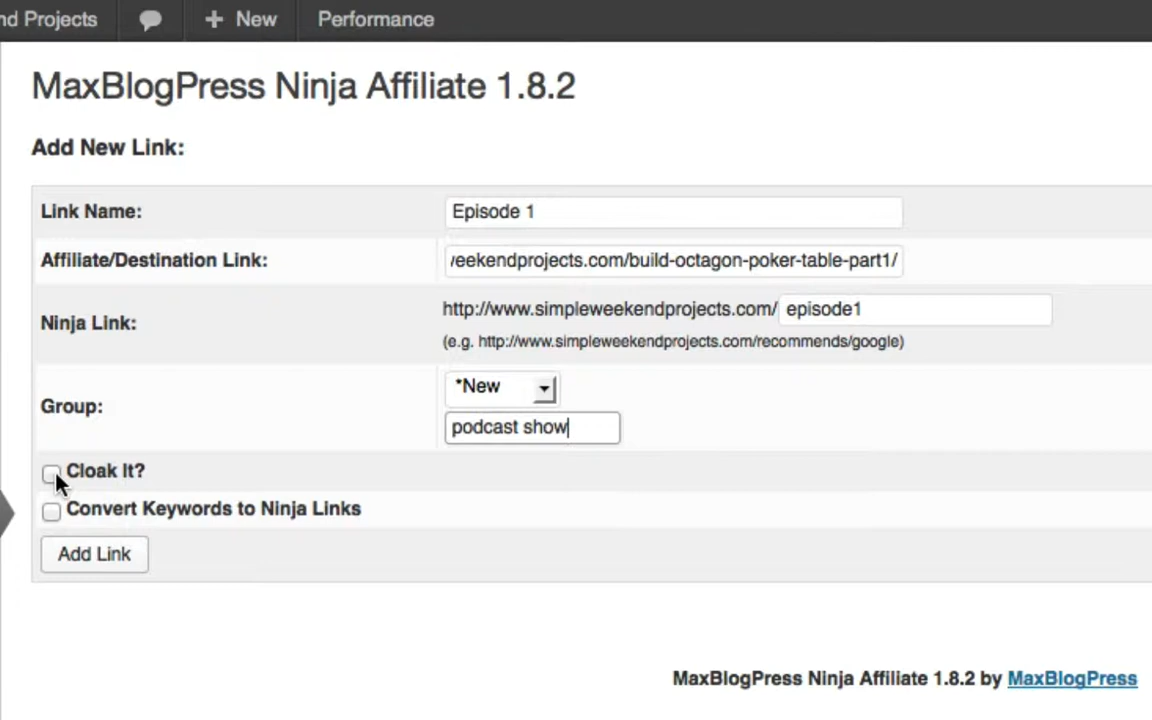 nd Projects New Performance
MaxBlogPress Ninja Affiliate 1.8.2
Add New Link:
Link Name: Episode 1
Affiliate/Destination Link: /eekendprojects.com/build-octagon-poker-table-part1/
Ninja Link: http://www.simpleweekendprojects.com/ episode1
(e.g. http://www.simpleweekendprojects.com/recommends/google)
Group: *New
podcast show
Cloak It?
Convert Keywords to Ninja Links
Add Link
MaxBlogPress Ninja Affiliate 1.8.2 by MaxBlogPress